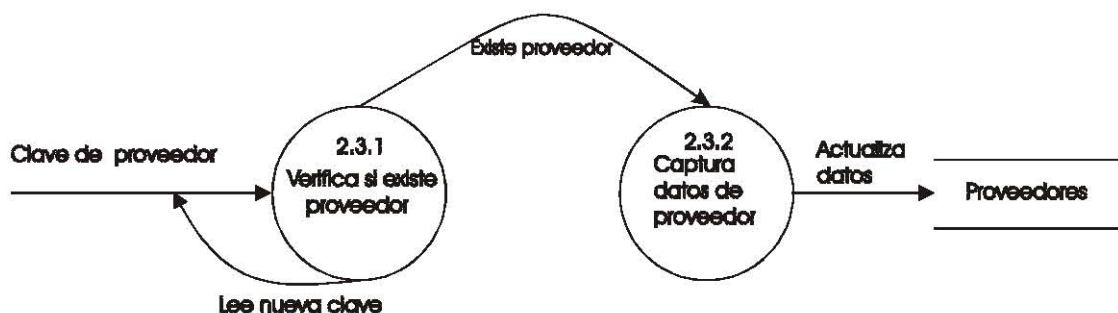 Existe proveedor
Clave de proveedor
2.3.1
Verifica si existe
proveedor
2.3.2
Captura
datos de
proveedor
Actualiza
datos
Proveedores
Lee nueva clave